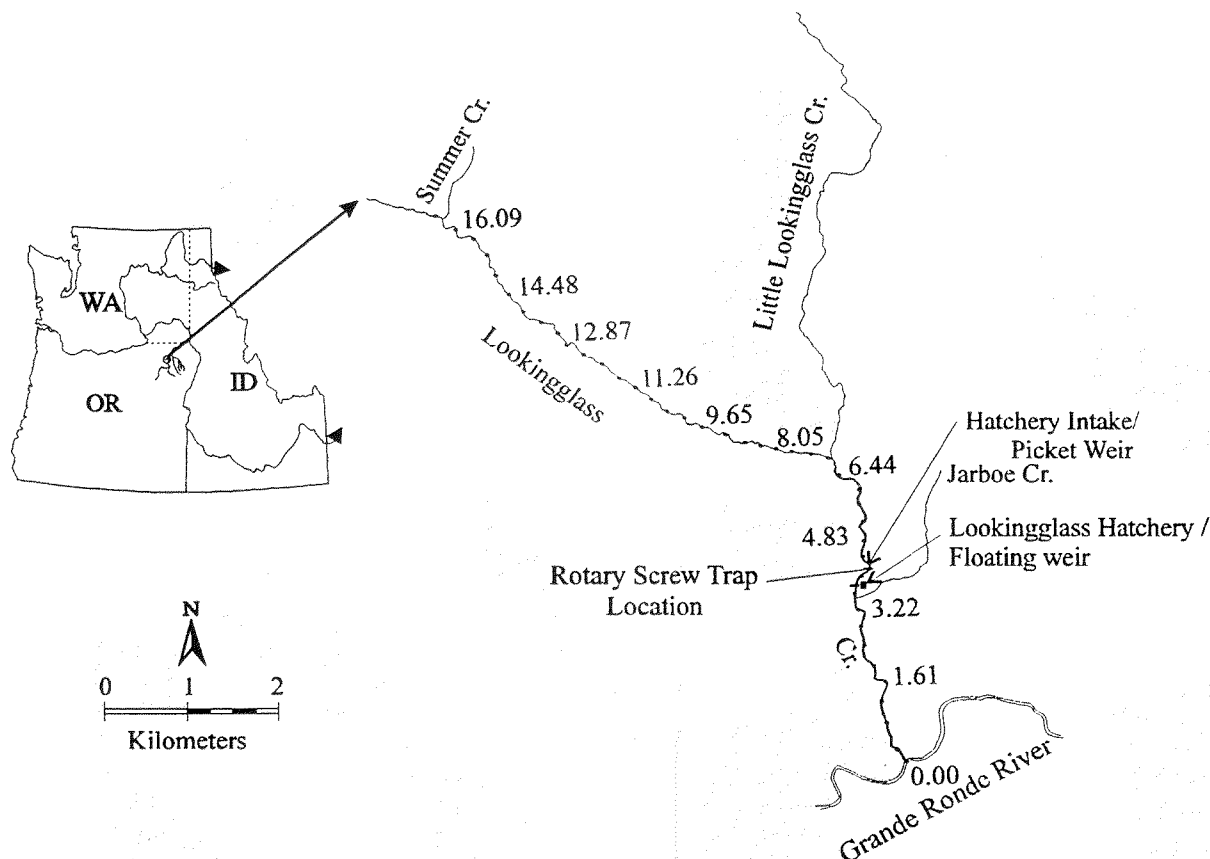 Summer Cr.
16.09
Little Lookingglass Cr.
14.48
WA
12.87
Lookingglass
11.26
ID
OR
9.65
8.05
Hatchery Intake/
Picket Weir
6.44
Jarboe Cr.
4.83
Lookingglass Hatchery /
Floating weir
Rotary Screw Trap
Location
3.22
N
Cr.
1.61
0 1 2
Kilometers
0.00
Grande Ronde River